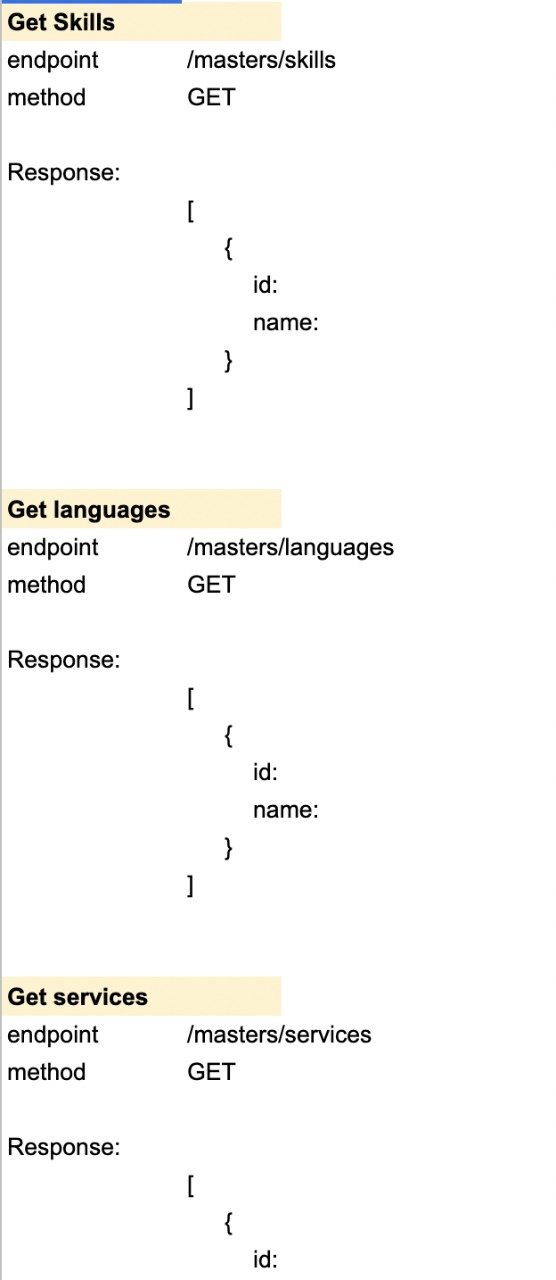 Get Skills
endpoint /masters/skills
method GET
Response:
[
{
id:
name:
}
]
Get languages
endpoint /masters/languages
method GET
Response:
[
{
id:
name:
}
]
Get services
endpoint /masters/services
method GET
Response:
[
{
id: